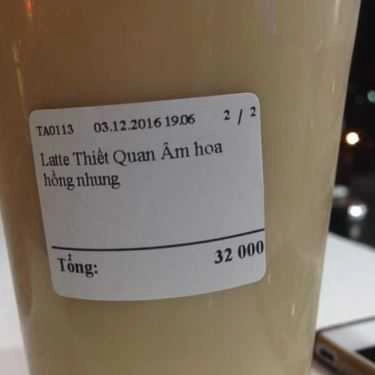 TA0113 03.12.2016 19:06 2 / 2
Latte Thiết Quan Âm hoa
hồng nhung
Tổng: 32 000